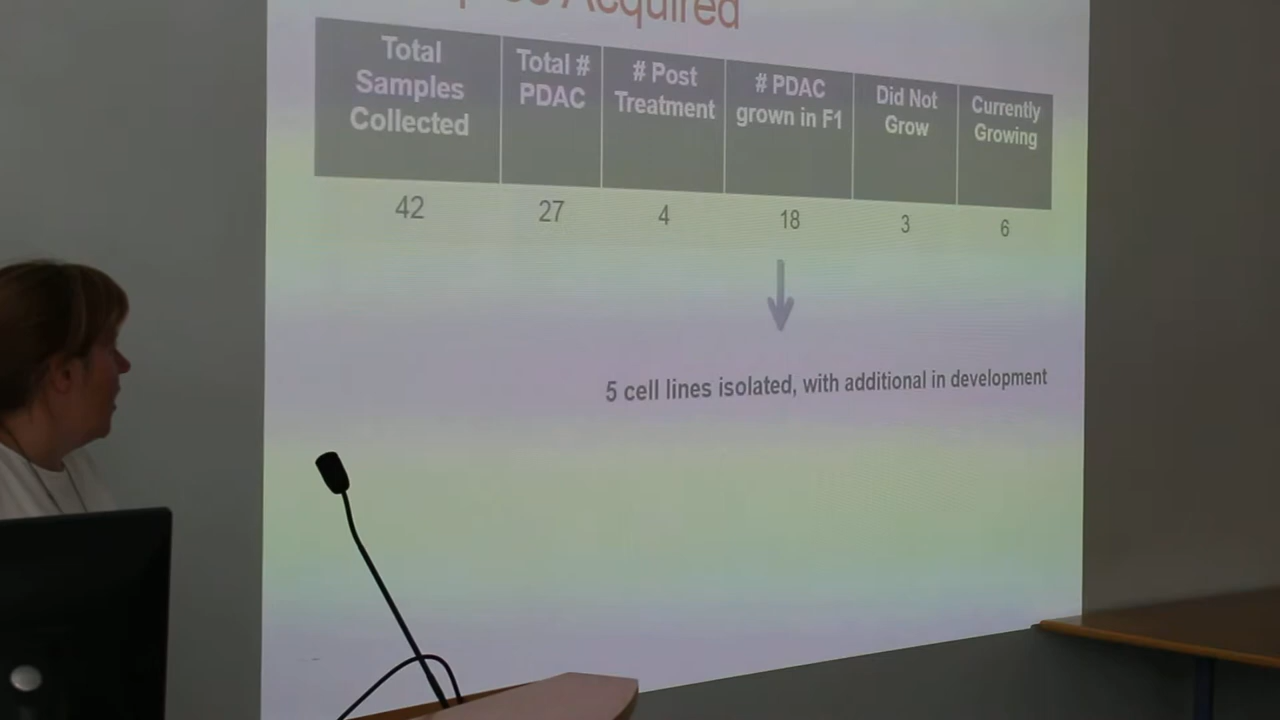 Acquired
Total Samples Collected
Total # PDAC
# Post Treatment
# PDAC grown in F1
Did Not Grow
Currently Growing
42
27
4
18
3
6
5 cell lines isolated, with additional in development